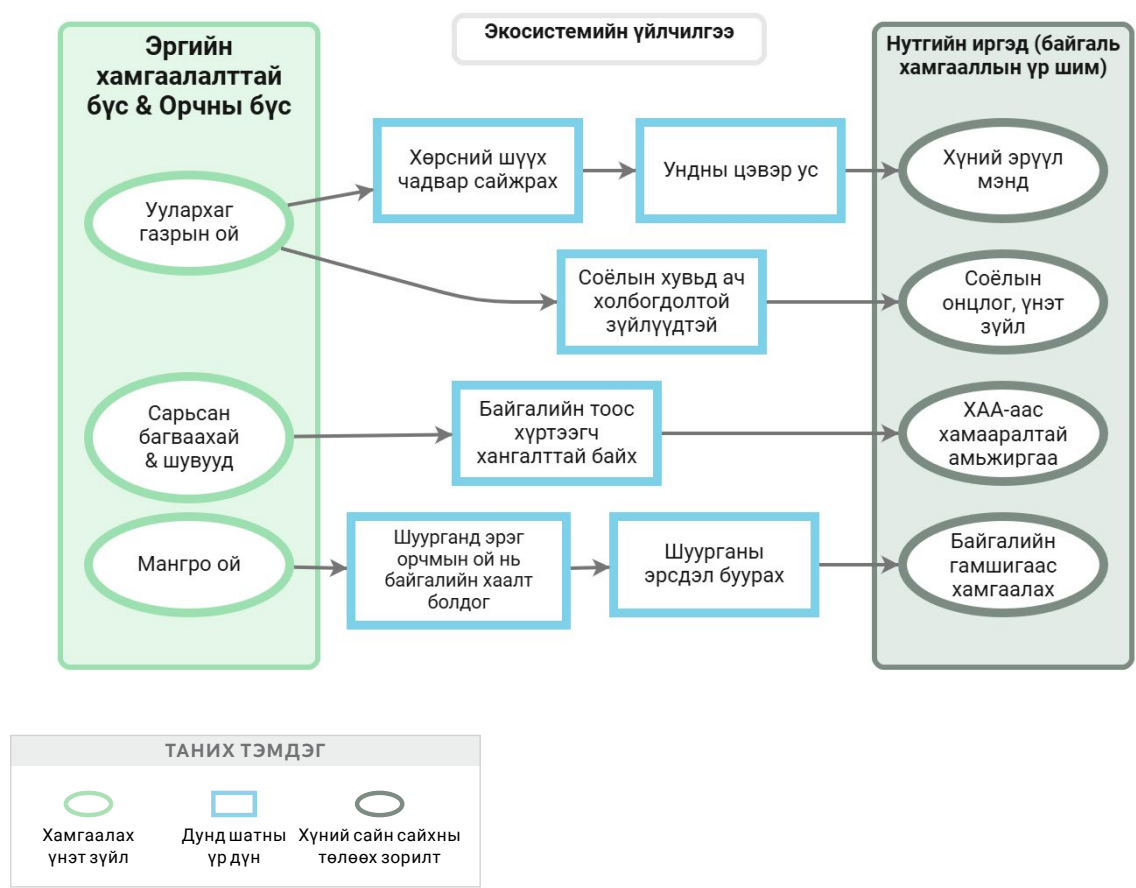 Эргийн
хамгаалалттай
бүс & Орчны бүс
Экосистемийн үйлчилгээ
Нутгийн иргэд (байгаль
хамгааллын үр шим)
Уулархаг
газрын ой
Хөрсний шүүх
чадвар сайжрах
Ундны цэвэр ус
Хүний эрүүл
мэнд
Соёлын хувьд ач
холбогдолтой
зүйлүүдтэй
Соёлын
онцлог, үнэт
зүйл
Сарьсан
багваахай
& шувууд
Байгалийн тоос
хүртээгч
хангалттай байх
ХАА-аас
хамааралтай
амьжиргаа
Мангро ой
Шуурганд эрэг
орчмын ой нь
байгалийн хаалт
болдог
Шуурганы
эрсдэл буурах
Байгалийн
гамшигаас
хамгаалах
ТАНИХ ТЭМДЭГ
Хамгаалах
үнэт зүйл
Дунд шатны
үр дүн
Хүний сайн сайхны
төлөөх зорилт